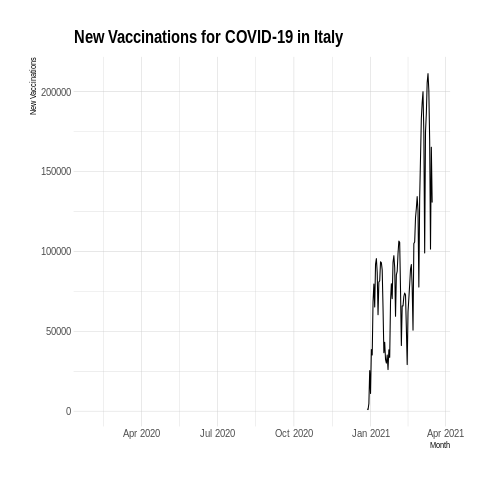 New Vaccinations for COVID-19 in Italy
New Vaccinations
200000
150000
100000
50000
0
Apr 2020 Jul 2020 Oct 2020 Jan 2021 Apr 2021
Month